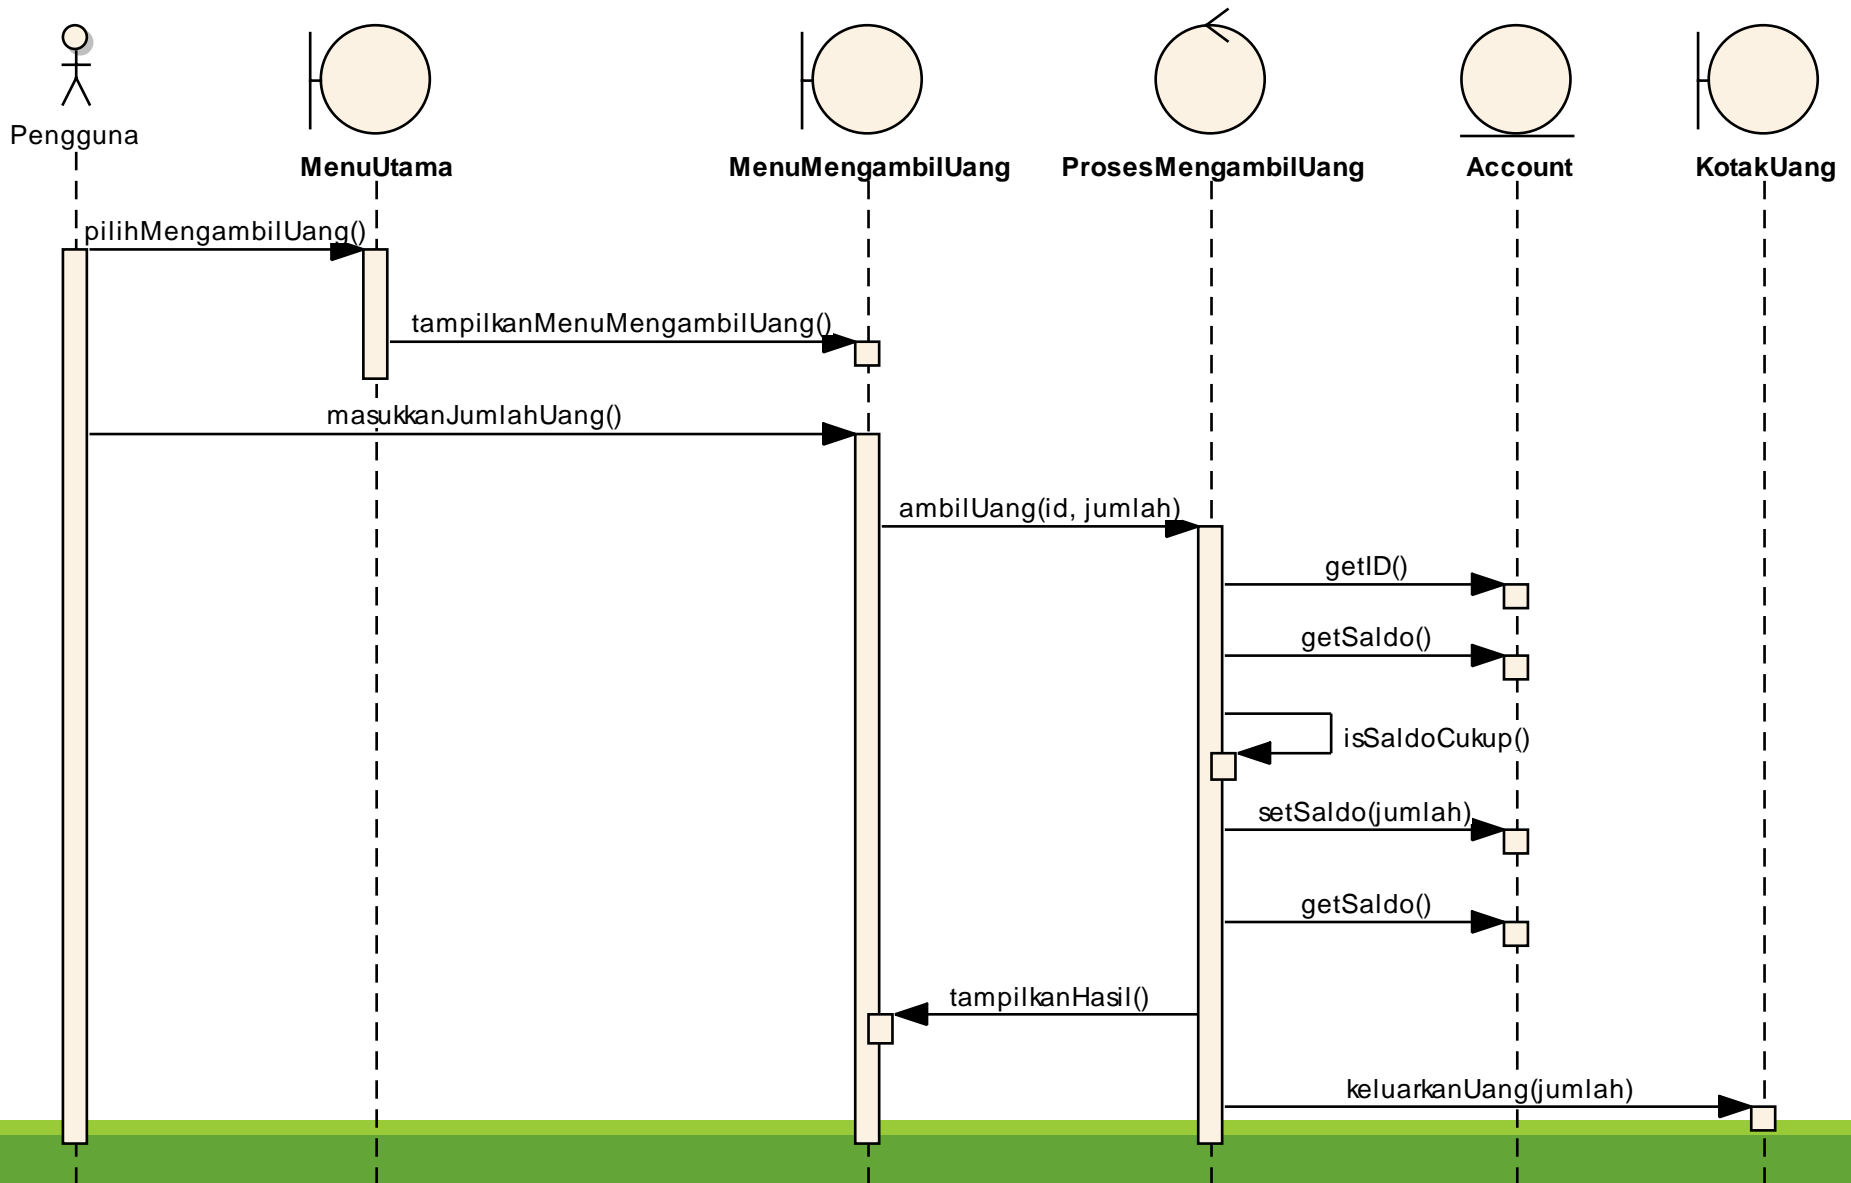 Pengguna
MenuUtama
MenuMengambilUang
ProsesMengambilUang
Account
KotakUang
pilihMengambilUang()
tampilkanMenuMengambilUang()
masukkanJumlahUang()
ambilUang(id, jumlah)
getID()
getSaldo()
isSaldoCukup()
setSaldo(jumlah)
getSaldo()
tampilkanHasil()
keluarkanUang(jumlah)